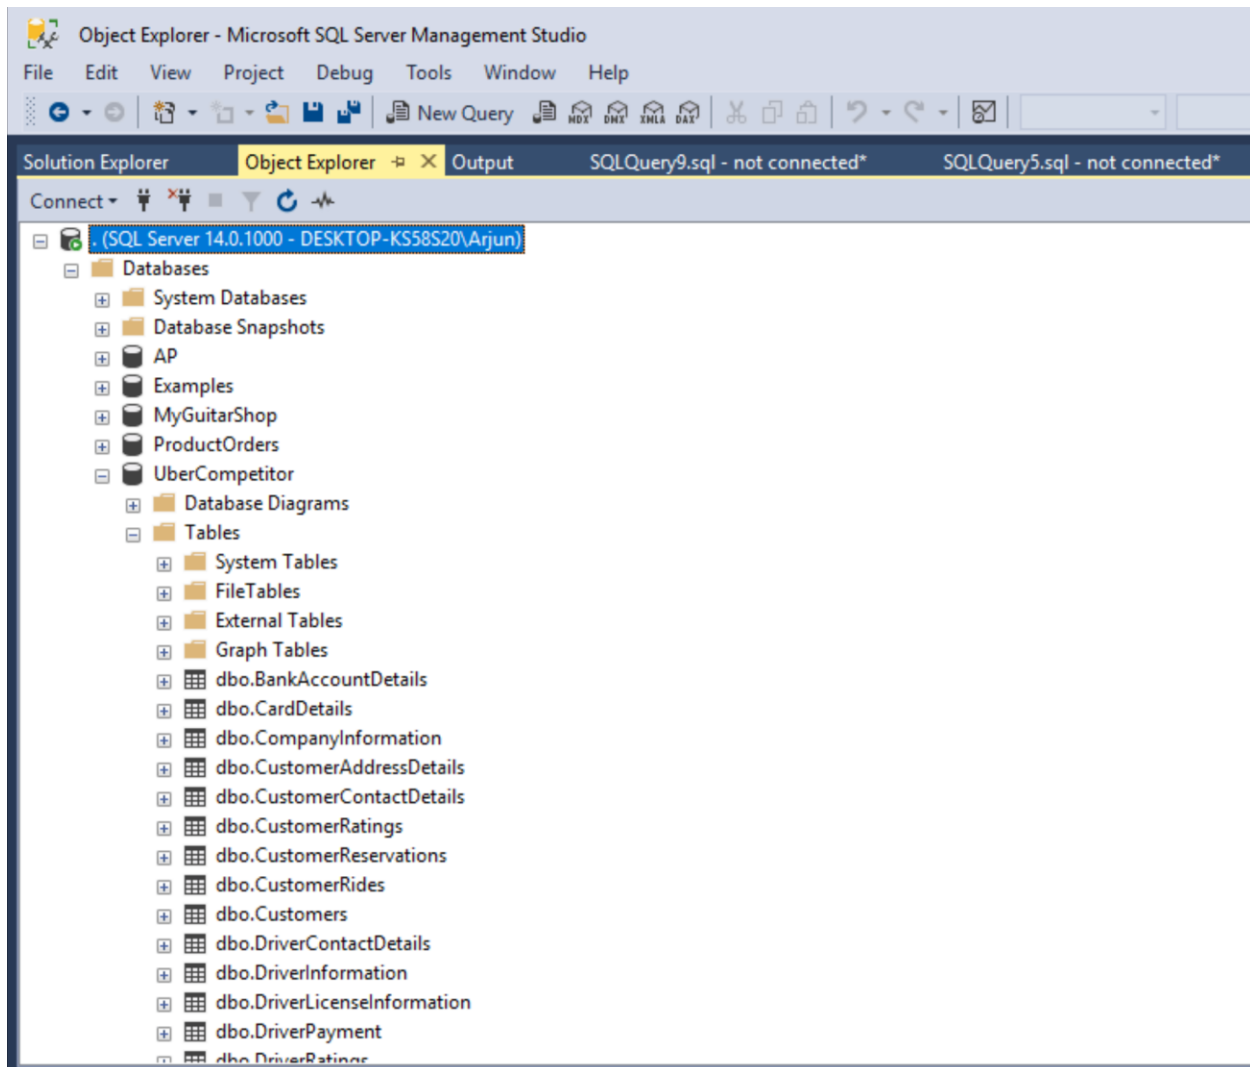 Object Explorer - Microsoft SQL Server Management Studio
File Edit View Project Debug Tools Window Help
New Query MDX DMX XMLA DAX
Solution Explorer Object Explorer Output SQLQuery9.sql - not connected* SQLQuery5.sql - not connected*
Connect
. (SQL Server 14.0.1000 - DESKTOP-KS58S20\Arjun)
Databases
System Databases
Database Snapshots
AP
Examples
MyGuitarShop
ProductOrders
UberCompetitor
Database Diagrams
Tables
System Tables
FileTables
External Tables
Graph Tables
dbo.BankAccountDetails
dbo.CardDetails
dbo.CompanyInformation
dbo.CustomerAddressDetails
dbo.CustomerContactDetails
dbo.CustomerRatings
dbo.CustomerReservations
dbo.CustomerRides
dbo.Customers
dbo.DriverContactDetails
dbo.DriverInformation
dbo.DriverLicenseInformation
dbo.DriverPayment
dbo.DriverRatings